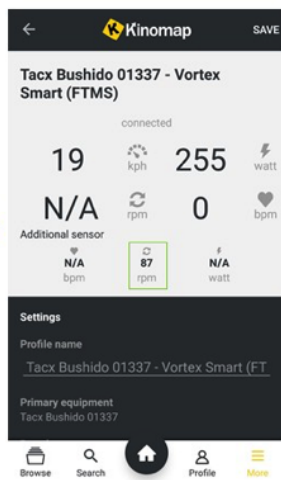 Kinomap
SAVE
Tacx Bushido 01337 - Vortex
Smart (FTMS)
connected
19 kph 255 watt
N/A rpm 0 bpm
Additional sensor
N/A 87 N/A
bpm rpm watt
Settings
Profile name
Tacx Bushido 01337 - Vortex Smart (FT
Primary equipment
Tacx Bushido 01337
Browse Search Profile More